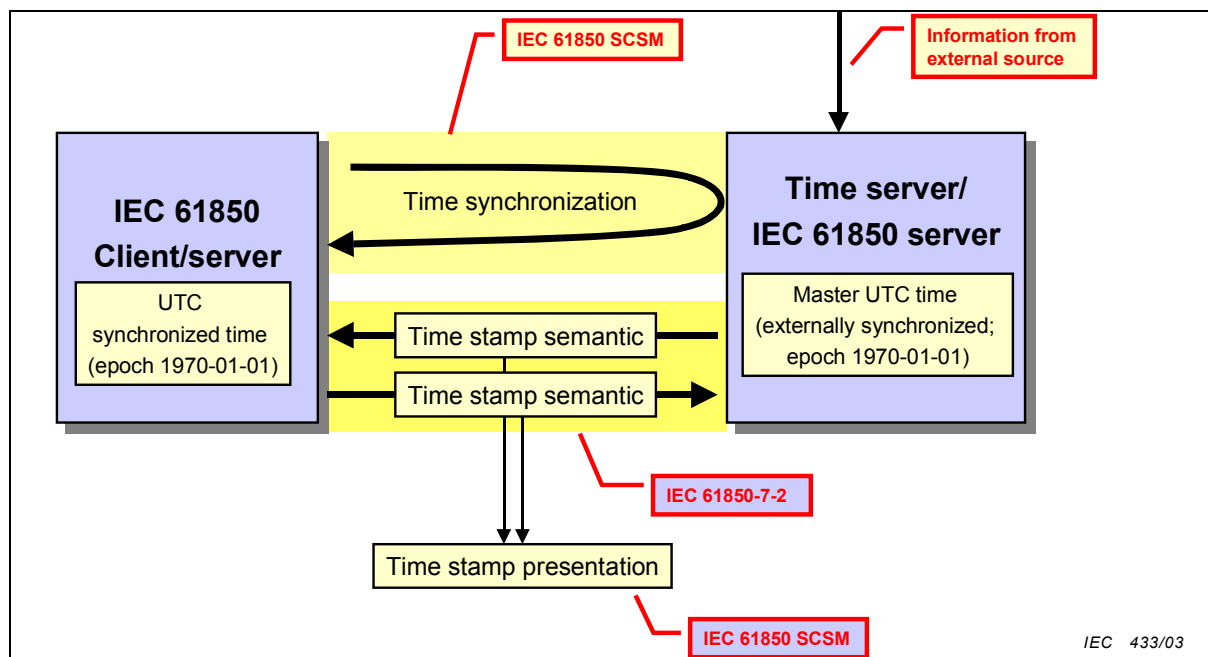 IEC 61850 SCSM
Information from
external source
IEC 61850
Client/server
UTC
synchronized time
(epoch 1970-01-01)
Time synchronization
Time server/
IEC 61850 server
Master UTC time
(externally synchronized;
epoch 1970-01-01)
Time stamp semantic
Time stamp semantic
IEC 61850-7-2
Time stamp presentation
IEC 61850 SCSM
IEC 433/03